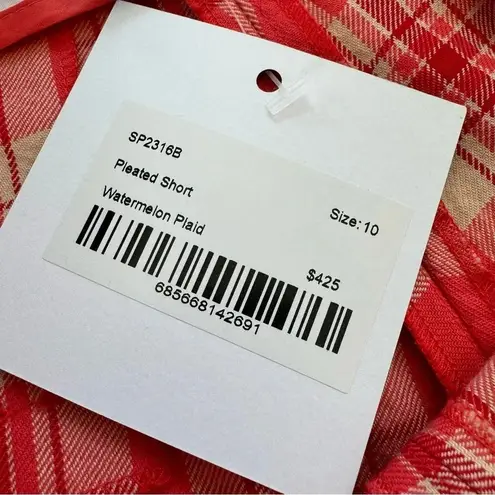 SP2316B
Pleated Short
Size: 10
Watermelon Plaid
$425
685668142691